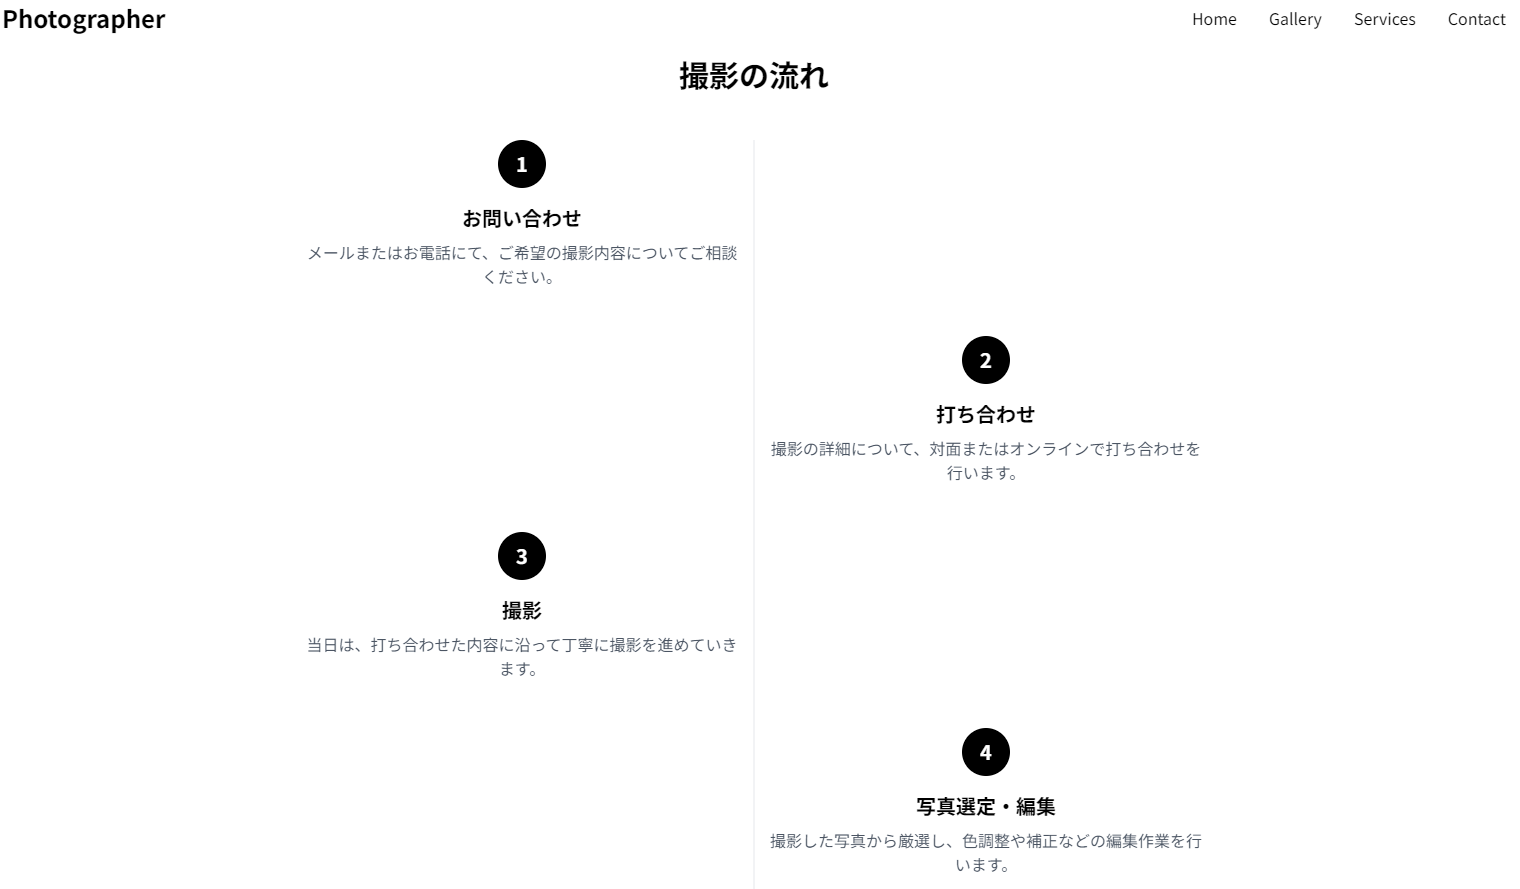 Photographer
Home Gallery Services Contact
撮影の流れ
1
お問い合わせ
メールまたはお電話にて、ご希望の撮影内容についてご相談
ください。
2
打ち合わせ
撮影の詳細について、対面またはオンラインで打ち合わせを
行います。
3
撮影
当日は、打ち合わせた内容に沿って丁寧に撮影を進めていき
ます。
4
写真選定・編集
撮影した写真から厳選し、色調整や補正などの編集作業を行
います。